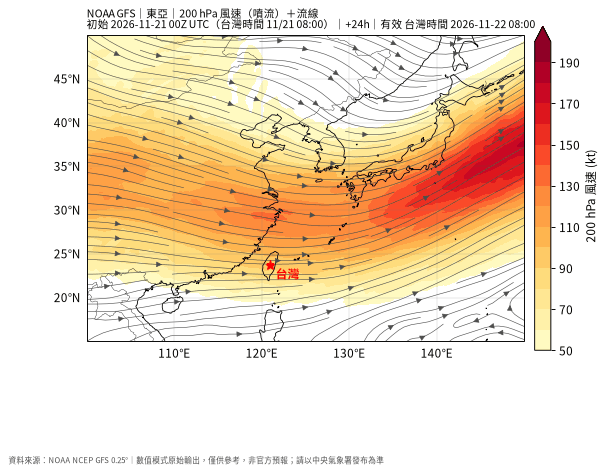 NOAA GFS｜東亞｜200 hPa 風速（噴流）＋流線
初始 2026-11-21 00Z UTC（台灣時間 11/21 08:00）｜+24h｜有效 台灣時間 2026-11-22 08:00
45°N
40°N
35°N
30°N
25°N
20°N
110°E
120°E
130°E
140°E
台灣
190
170
150
130
110
90
70
50
200 hPa 風速 (kt)
資料來源：NOAA NCEP GFS 0.25°｜數值模式原始輸出，僅供參考，非官方預報；請以中央氣象署發布為準